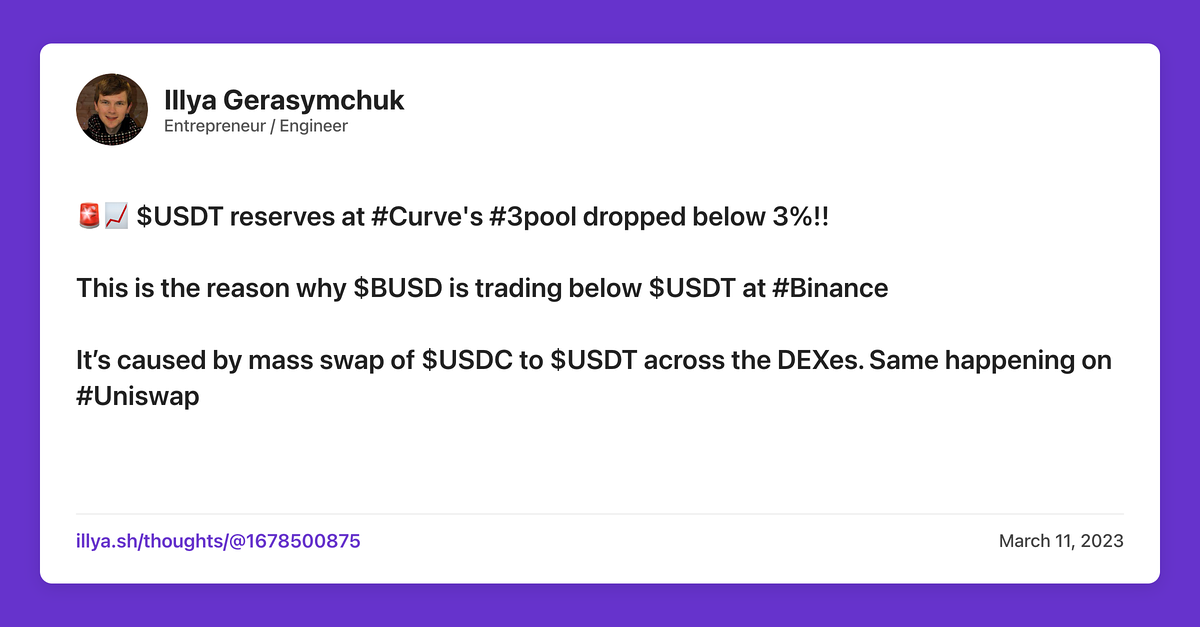 Illya Gerasymchuk
Entrepreneur / Engineer
🚨📈 $USDT reserves at #Curve's #3pool dropped below 3%!!
This is the reason why $BUSD is trading below $USDT at #Binance
It’s caused by mass swap of $USDC to $USDT across the DEXes. Same happening on
#Uniswap
illya.sh/thoughts/@1678500875
March 11, 2023